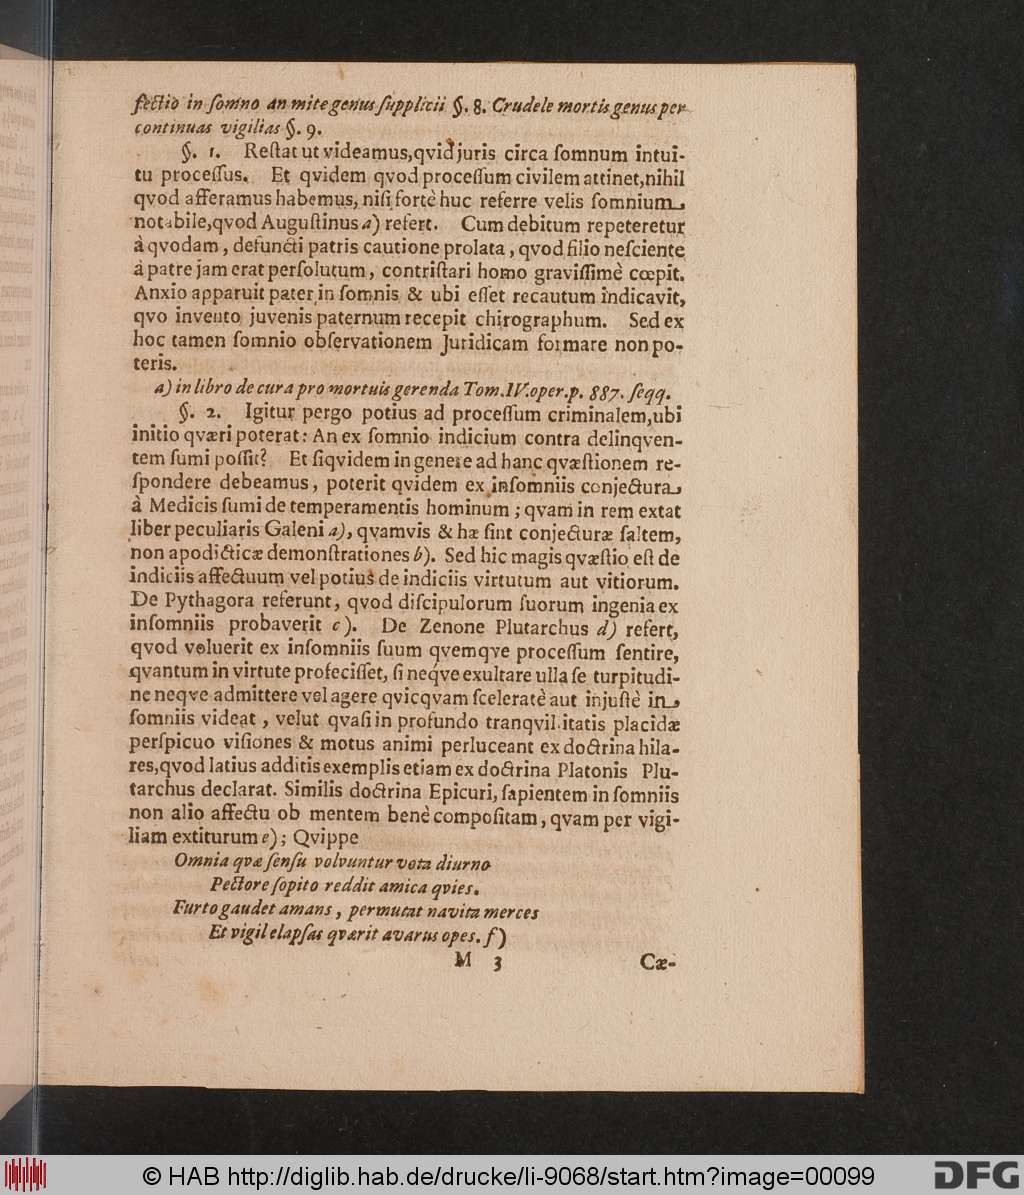 fectio in somno an mite genus supplicii §. 8. Crudele mortis genus per
continuas vigilias §. 9.
§. 1. Restat ut videamus, qvid juris circa somnum intui-
tu processus. Et qvidem qvod processum civilem attinet, nihil
qvod afferamus habemus, nisi fortè huc referre velis somnium
notabile, qvod Augustinus a) refert. Cum debitum repeteretur
à qvodam, defuncti patris cautione prolata, qvod filio nesciente
à patre jam erat persolutum, contristari homo gravissimè cœpit.
Anxio apparuit pater in somnis & ubi esset recautum indicavit,
qvo invento juvenis paternum recepit chirographum. Sed ex
hoc tamen somnio observationem Juridicam formare non po-
teris.
a) in libro de cura pro mortuis gerenda Tom. IV. oper. p. 887. seqq.
§. 2. Igitur pergo potius ad processum criminalem, ubi
initio qværi poterat: An ex somnio indicium contra delinqven-
tem sumi possit? Et siqvidem in genere ad hanc qvæstionem re-
spondere debeamus, poterit qvidem ex insomniis conjectura
à Medicis sumi de temperamentis hominum; qvam in rem extat
liber peculiaris Galeni a), qvamvis & hæ sint conjecturæ saltem,
non apodicticæ demonstrationes b). Sed hic magis qvæstio est de
indiciis affectuum vel potius de indiciis virtutum aut vitiorum.
De Pythagora referunt, qvod discipulorum suorum ingenia ex
insomniis probaverit c). De Zenone Plutarchus d) refert,
qvod voluerit ex insomniis suum qvemqve processum sentire,
qvantum in virtute profecisset, si neqve exultare ulla se turpitudi-
ne neqve admittere vel agere qvicqvam sceleratè aut injustè in
somniis videat, velut qvasi in profundo tranqvillitatis placidæ
perspicuo visiones & motus animi perluceant ex doctrina hila-
res, qvod latius additis exemplis etiam ex doctrina Platonis Plu-
tarchus declarat. Similis doctrina Epicuri, sapientem in somniis
non alio affectu ob mentem benè compositam, qvam per vigi-
liam extiturum e); Qvippe
Omnia qvæ sensu volvuntur vota diurno
Pectore sopito reddit amica qvies.
Furto gaudet amans, permutat navita merces
Et vigil elapsas qværit avarus opes. f)
M 3 Cæ-
© HAB http://diglib.hab.de/drucke/li-9068/start.htm?image=00099
DFG